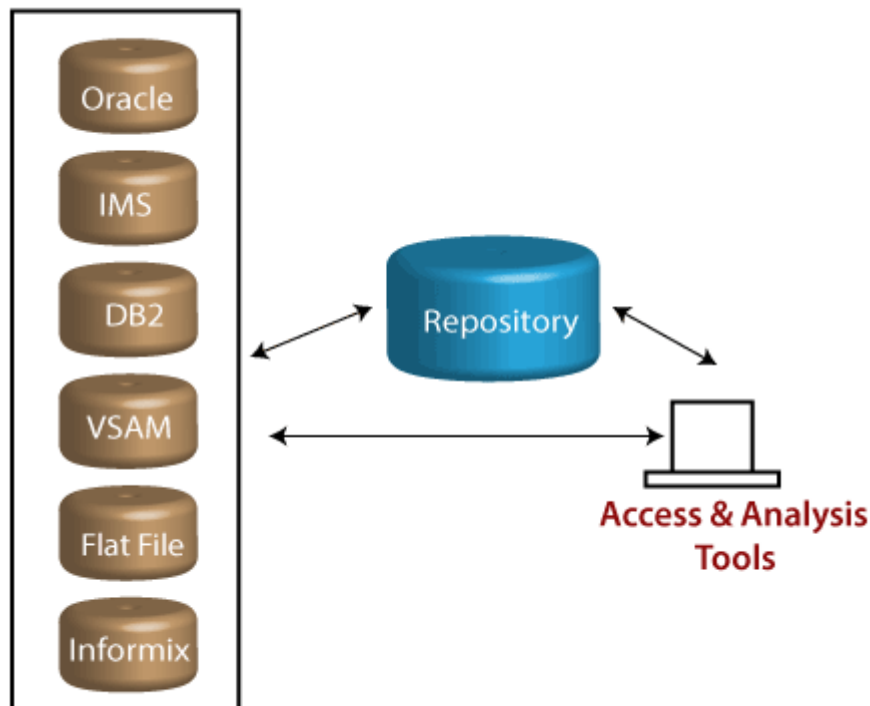 Oracle
IMS
DB2
VSAM
Flat File
Informix
Repository
Access & Analysis
Tools